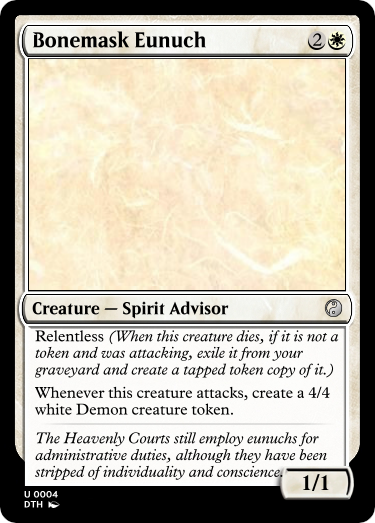 Bonemask Eunuch
2
Creature — Spirit Advisor
Relentless (When this creature dies, if it is not a
token and was attacking, exile it from your
graveyard and create a tapped token copy of it.)
Whenever this creature attacks, create a 4/4
white Demon creature token.
The Heavenly Courts still employ eunuchs for
administrative duties, although they have been
stripped of individuality and conscience.
1/1
U 0004
DTH